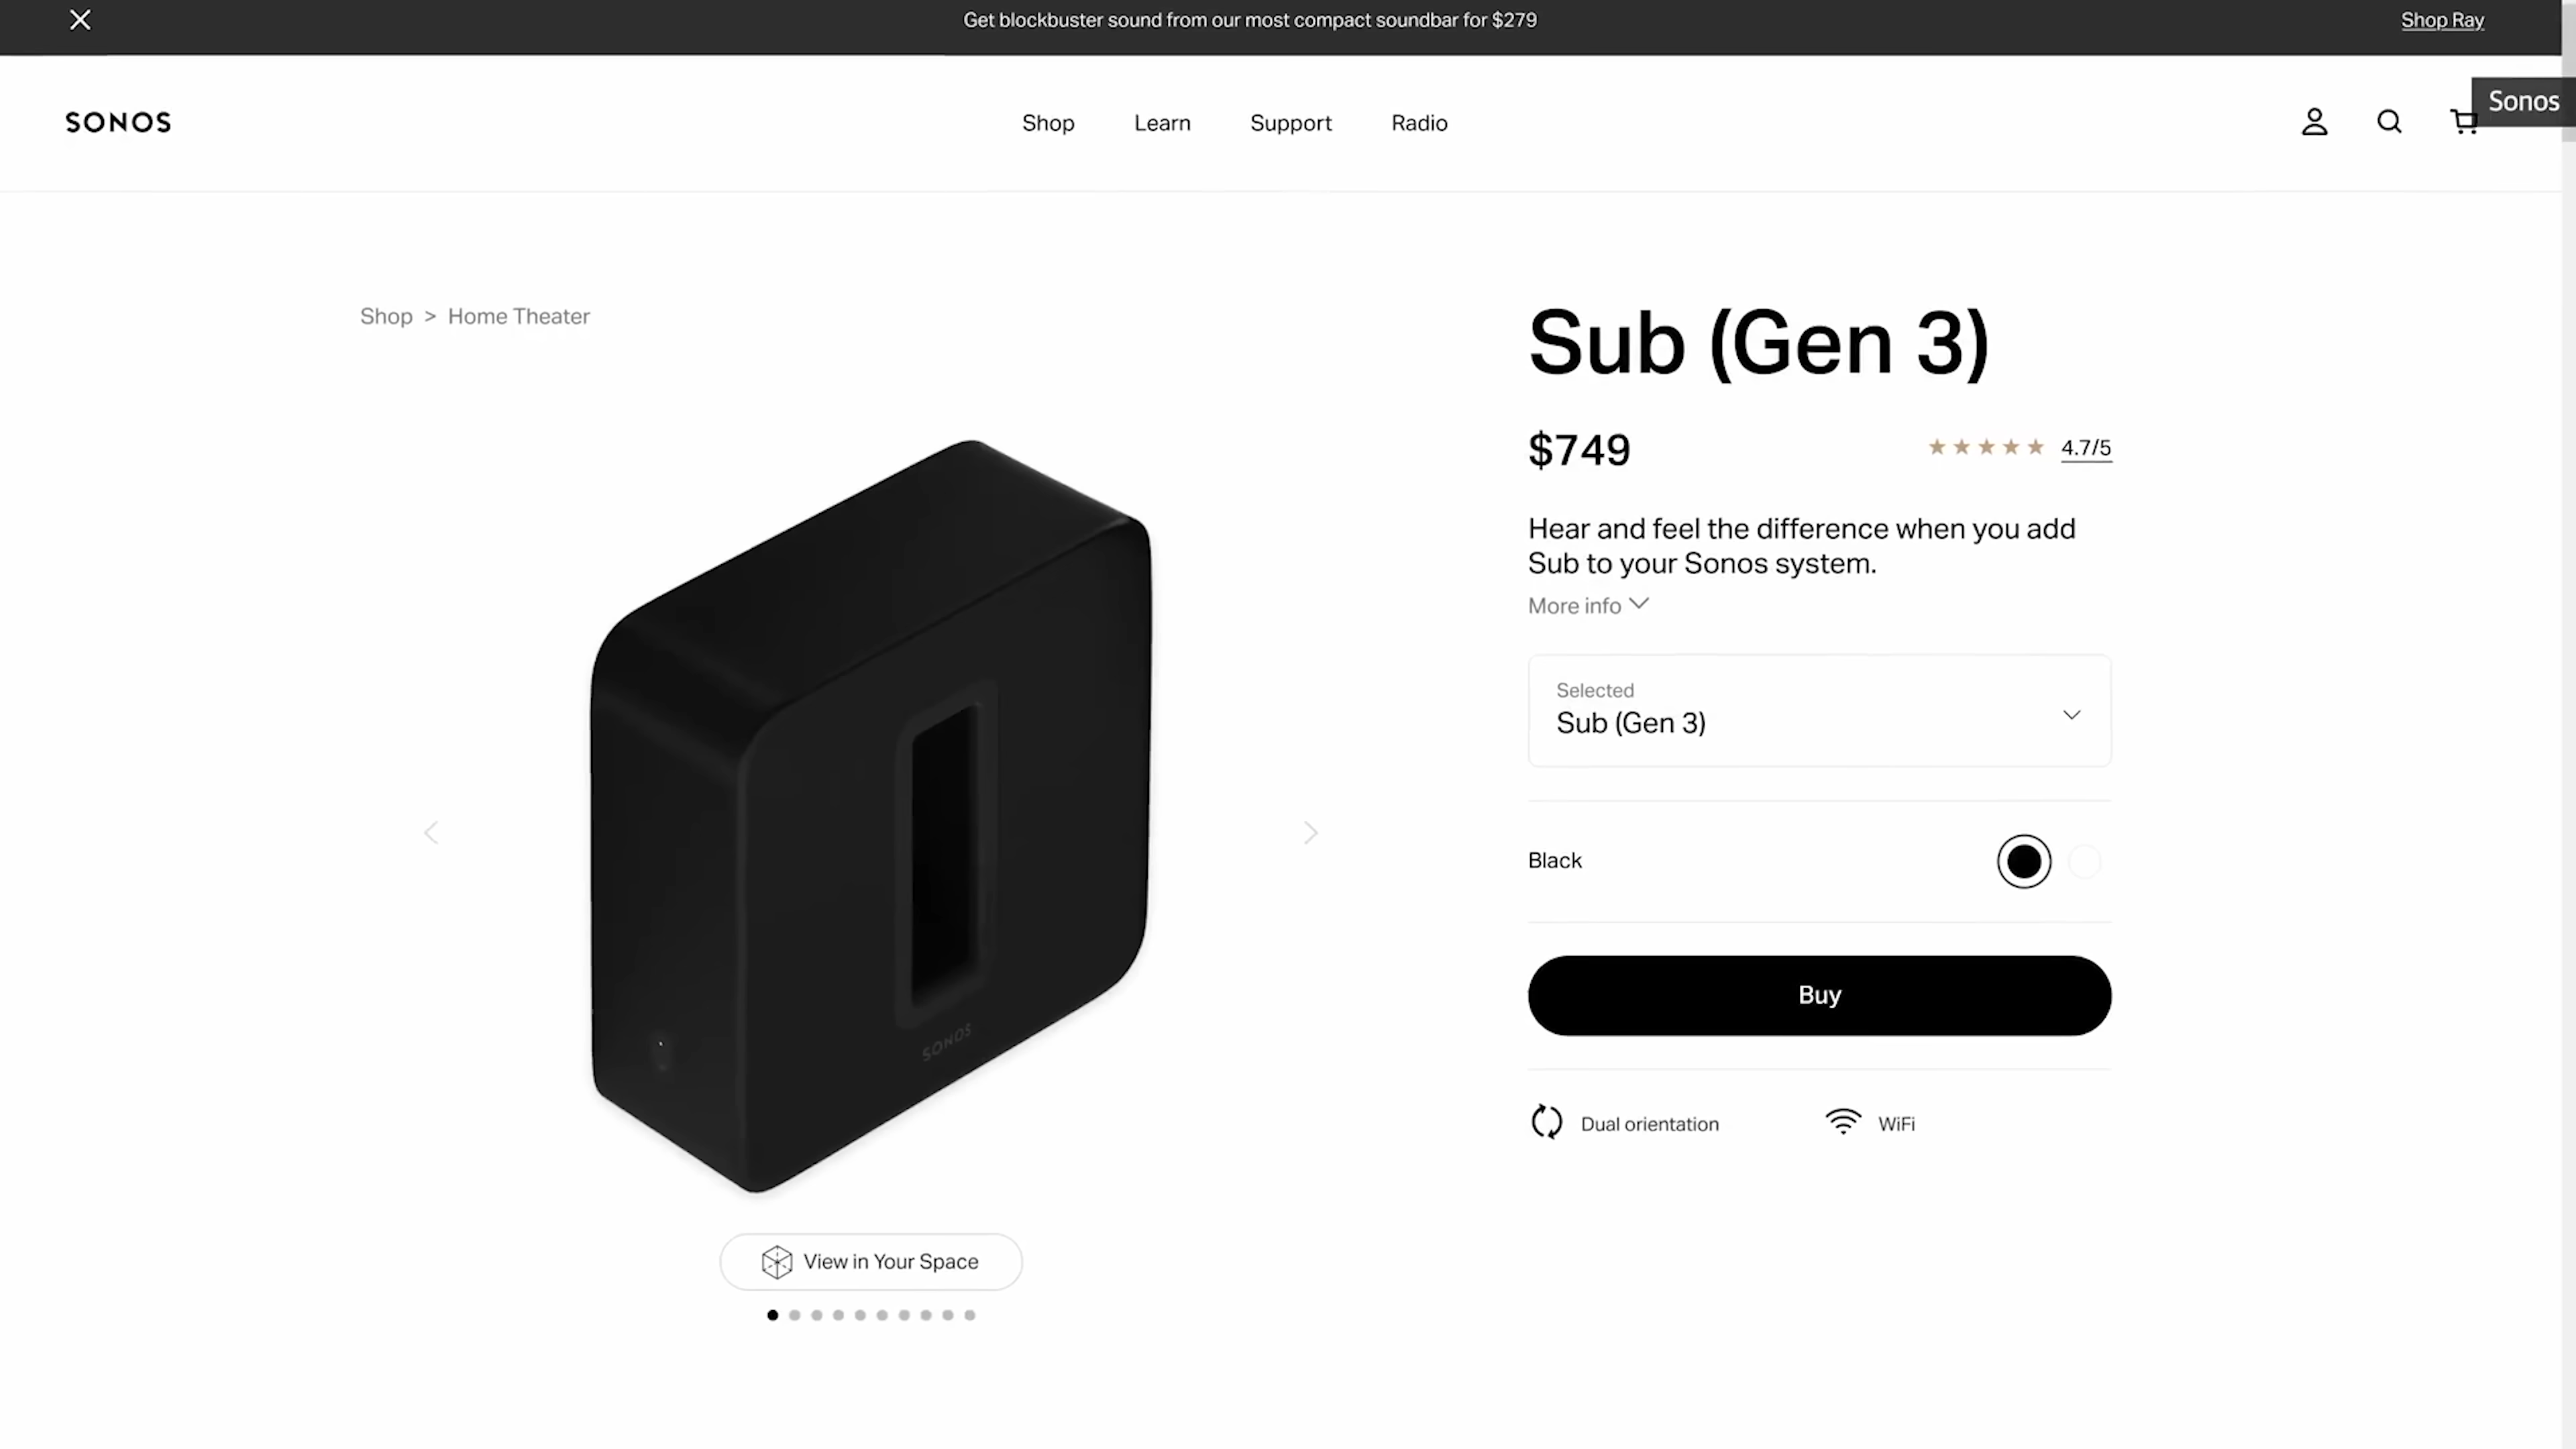 Get blockbuster sound from our most compact soundbar for $279
Shop Ray
Sonos
SONOS
Shop
Learn
Support
Radio
Shop > Home Theater
Sub (Gen 3)
$749
4.7/5
Hear and feel the difference when you add
Sub to your Sonos system.
More info
Selected
Sub (Gen 3)
Black
Buy
Dual orientation
WiFi
SONOS
View in Your Space